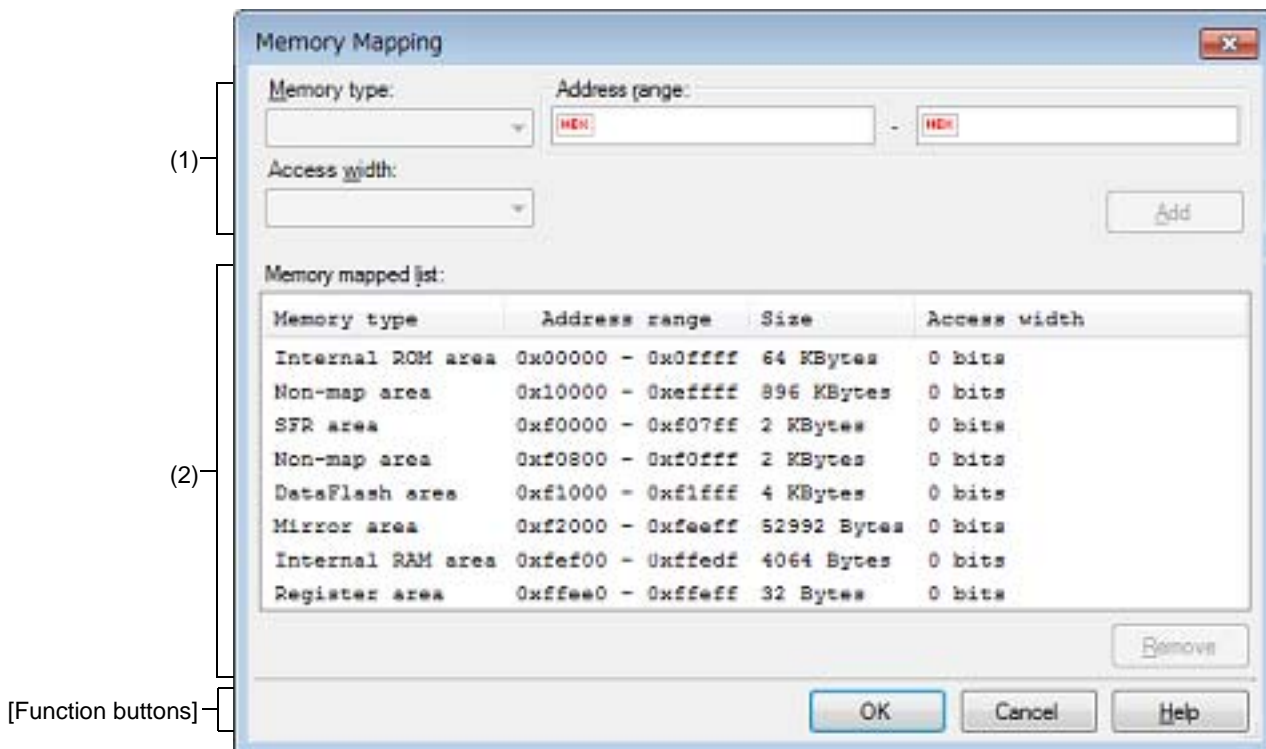 Memory Mapping
Memory type: Address range:
HEX - HEX
(1)
Access width:
Add
Memory mapped list:
Memory type Address range Size Access width
Internal ROM area 0x00000 - 0x0ffff 64 KBytes 0 bits
Non-map area 0x10000 - 0xeffff 896 KBytes 0 bits
SFR area 0xf0000 - 0xf07ff 2 KBytes 0 bits
Non-map area 0xf0800 - 0xf0fff 2 KBytes 0 bits
(2)
DataFlash area 0xf1000 - 0xf1fff 4 KBytes 0 bits
Mirror area 0xf2000 - 0xfeeff 52992 Bytes 0 bits
Internal RAM area 0xfef00 - 0xffedf 4064 Bytes 0 bits
Register area 0xffee0 - 0xffeff 32 Bytes 0 bits
Remove
[Function buttons]
OK Cancel Help